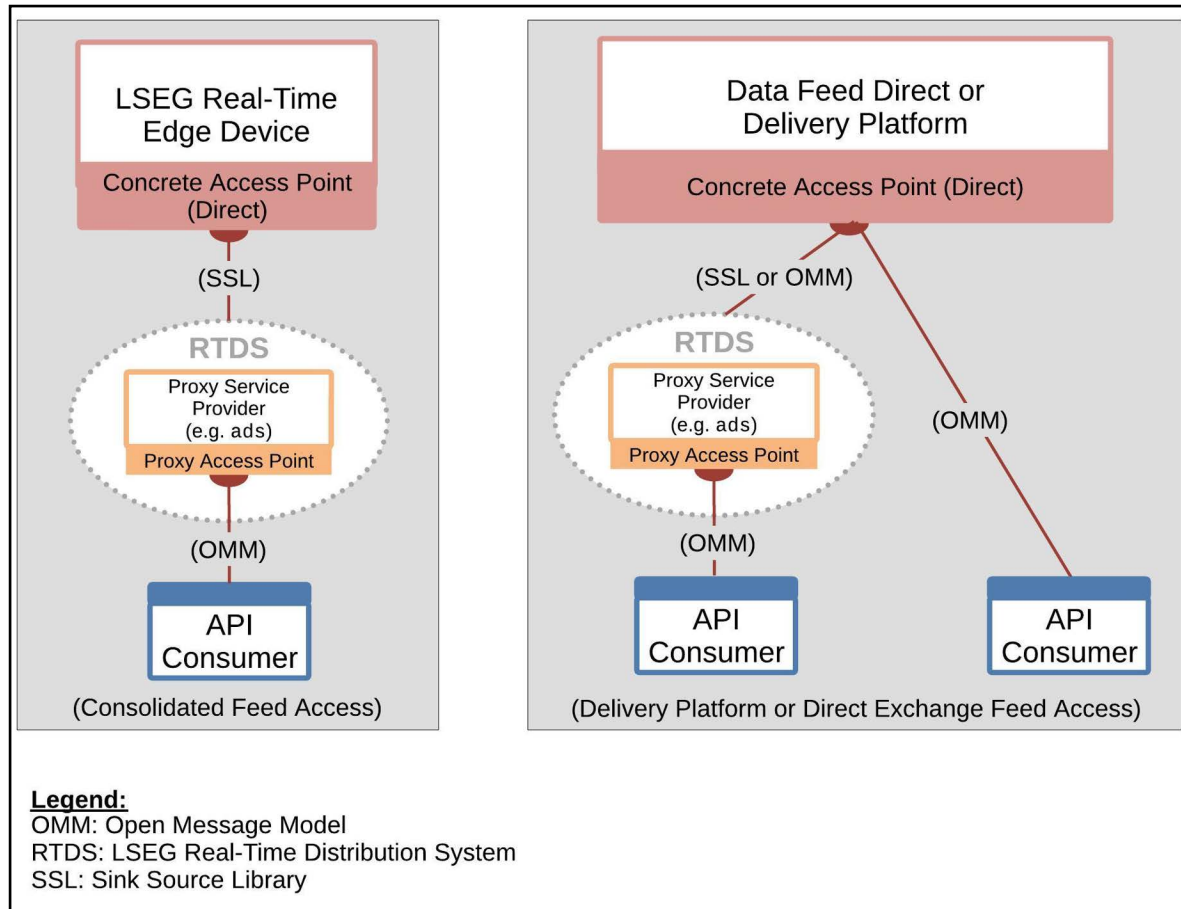 LSEG Real-Time
Edge Device
Concrete Access Point
(Direct)
(SSL)
RTDS
Proxy Service
Provider
(e.g. ads)
Proxy Access Point
(OMM)
API
Consumer
(Consolidated Feed Access)
Data Feed Direct or
Delivery Platform
Concrete Access Point (Direct)
(SSL or OMM)
RTDS
Proxy Service
Provider
(e.g. ads)
Proxy Access Point
(OMM)
(OMM)
API
Consumer
API
Consumer
(Delivery Platform or Direct Exchange Feed Access)
Legend:
OMM: Open Message Model
RTDS: LSEG Real-Time Distribution System
SSL: Sink Source Library